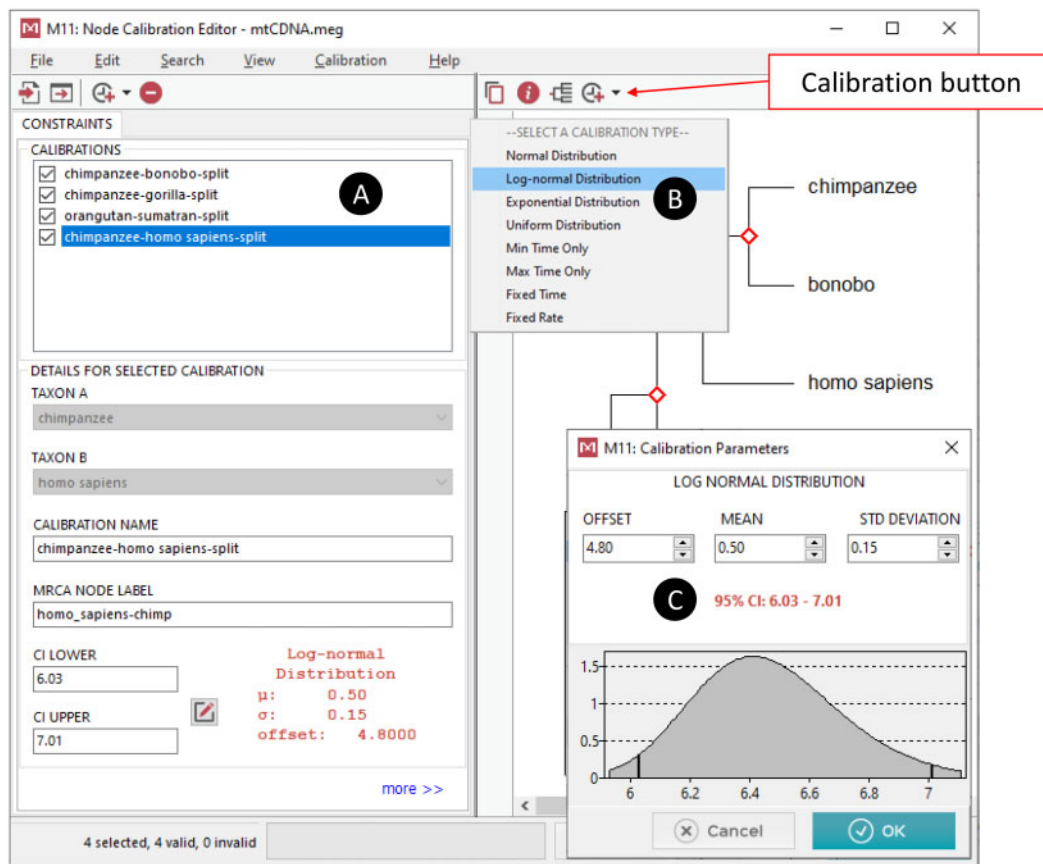 M11: Node Calibration Editor - mtCDNA.meg
File Edit Search View Calibration Help
Calibration button
CONSTRAINTS
CALIBRATIONS
chimpanzee-bonobo-split
chimpanzee-gorilla-split
orangutan-sumatran-split
chimpanzee-homo sapiens-split
A
DETAILS FOR SELECTED CALIBRATION
TAXON A
chimpanzee
TAXON B
homo sapiens
CALIBRATION NAME
chimpanzee-homo sapiens-split
MRCA NODE LABEL
homo_sapiens-chimp
CI LOWER
6.03
CI UPPER
7.01
Log-normal
Distribution
μ: 0.50
σ: 0.15
offset: 4.8000
more >>
4 selected, 4 valid, 0 invalid
--SELECT A CALIBRATION TYPE--
Normal Distribution
Log-normal Distribution
Exponential Distribution
Uniform Distribution
Min Time Only
Max Time Only
Fixed Time
Fixed Rate
B
chimpanzee
bonobo
homo sapiens
M11: Calibration Parameters
LOG NORMAL DISTRIBUTION
OFFSET MEAN STD DEVIATION
4.80 0.50 0.15
C 95% CI: 6.03 - 7.01
1.5
1
0.5
0
6 6.2 6.4 6.6 6.8 7
Cancel OK